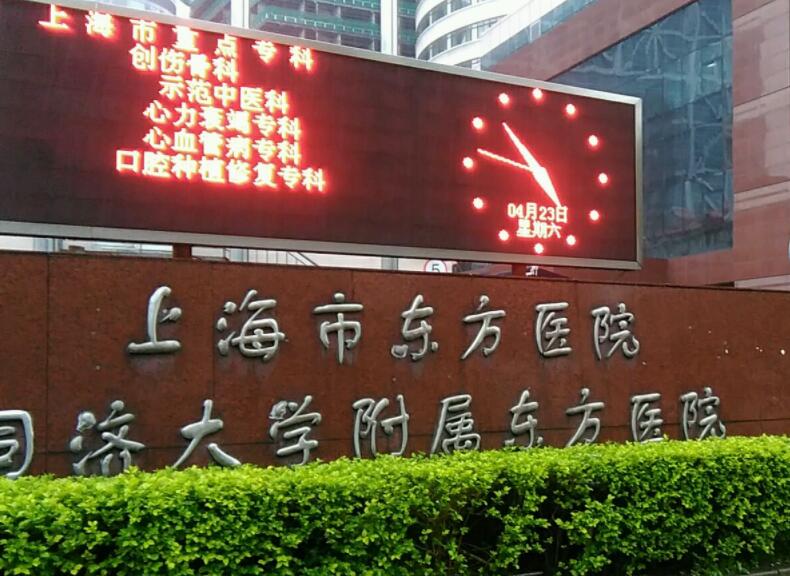 上海市重点专科
创伤骨科
示范中医科
心力衰竭专科
心血管病专科
口腔种植修复专科
04月23日
星期六
5
上海市东方医院
同济大学附属东方医院